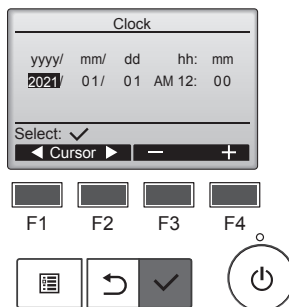 Clock
yyyy/ mm/ dd hh: mm
2021/ 01/ 01 AM 12: 00
Select: ✓
◀ Cursor ▶ − +
F1 F2 F3 F4